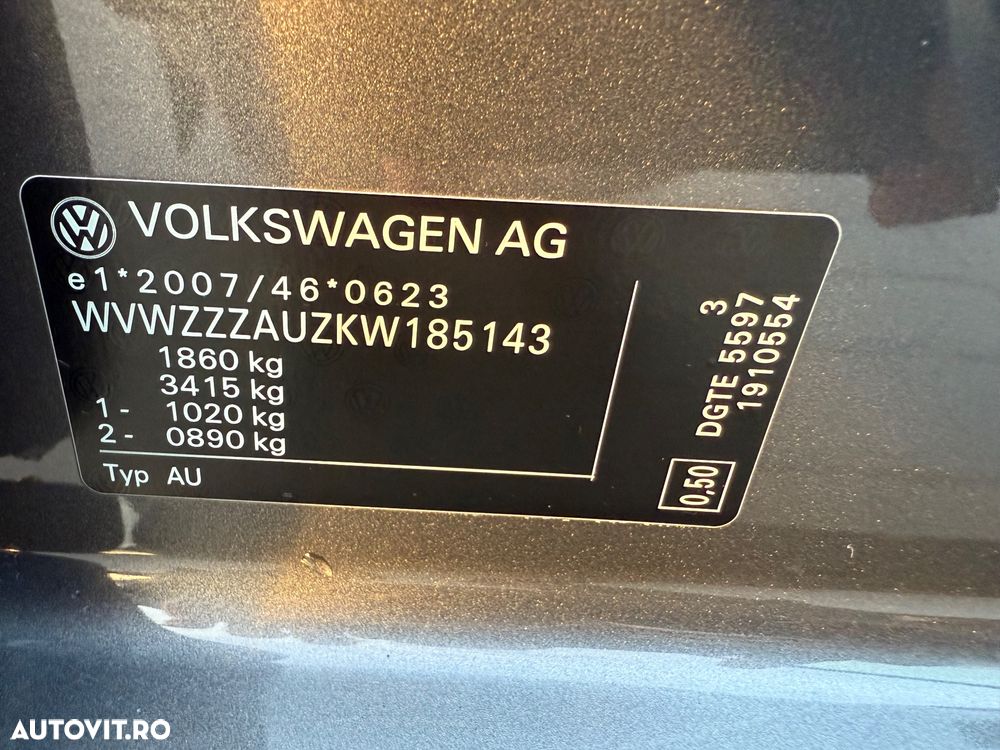 VOLKSWAGEN AG
e1*2007/46*0623
WVWZZZAUZKW185143
1860 kg
3415 kg
1- 1020 kg
2- 0890 kg
Typ AU
3
DGTE 5597
1910554
0,50
AUTOVIT.RO